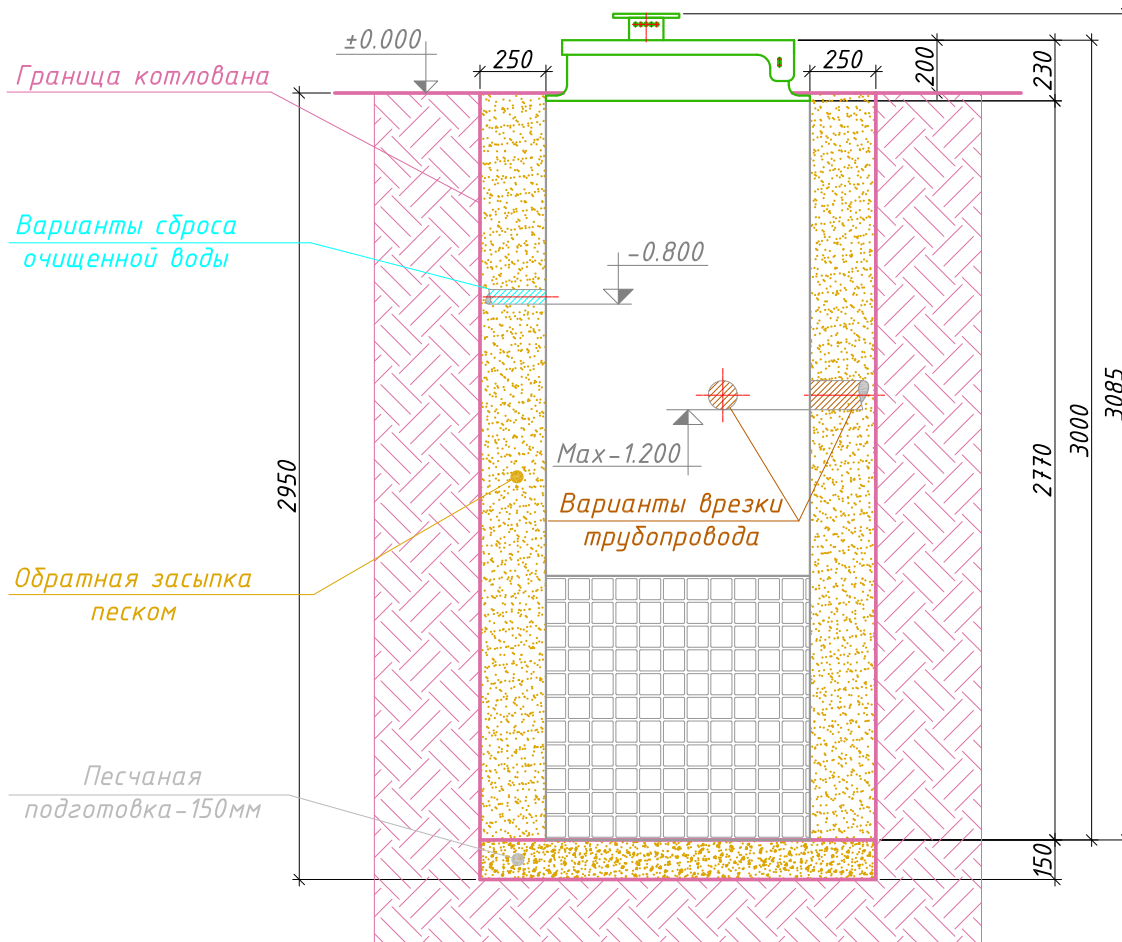 ±0.000
250
250
200
230
Граница котлована
Варианты сброса
очищенной воды
-0.800
3085
3000
2770
2950
Max-1.200
Варианты врезки
трубопровода
Обратная засыпка
песком
Песчаная
подготовка-150мм
150